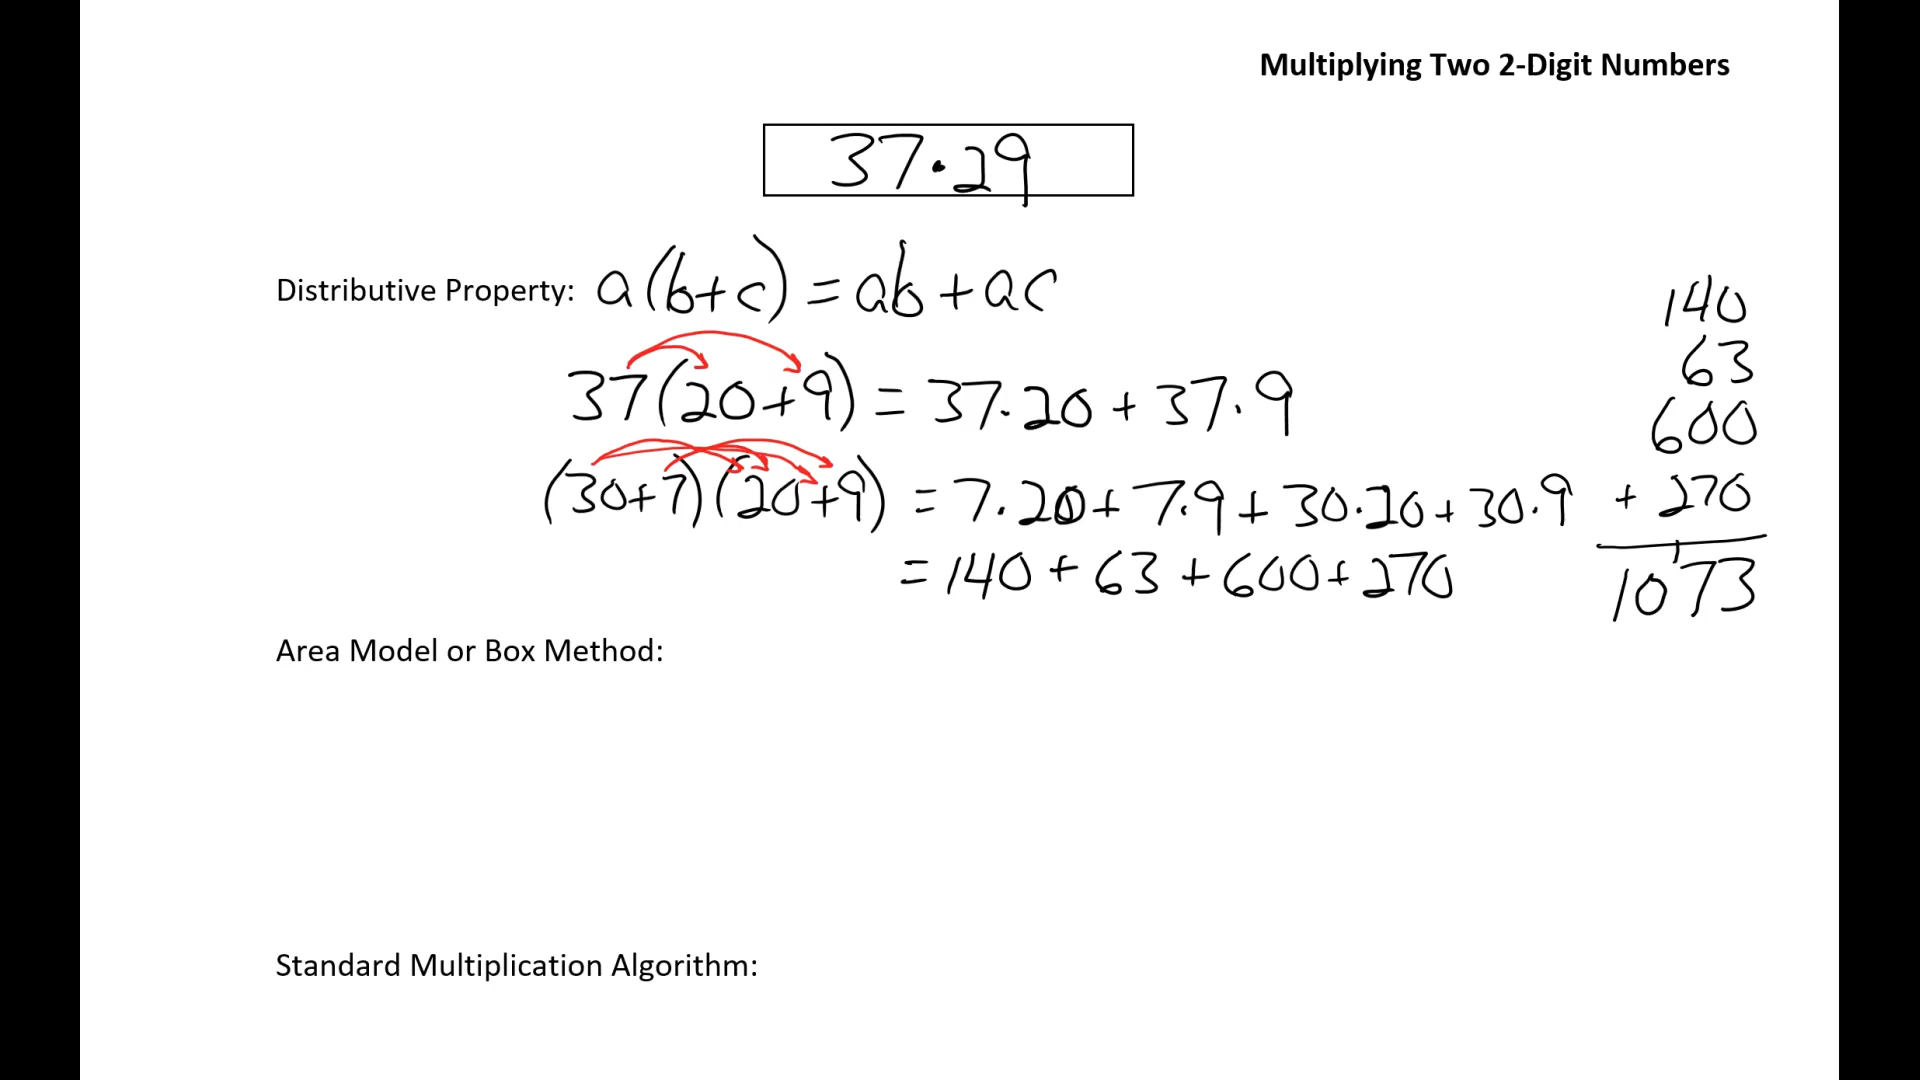 Multiplying Two 2-Digit Numbers
37·29
Distributive Property: a(b+c) = ab + ac
37(20+9) = 37·20 + 37·9
(30+7)(20+9) = 7·20 + 7·9 + 30·20 + 30·9
= 140 + 63 + 600 + 270
140
63
600
+ 270
1
1073
Area Model or Box Method:
Standard Multiplication Algorithm: